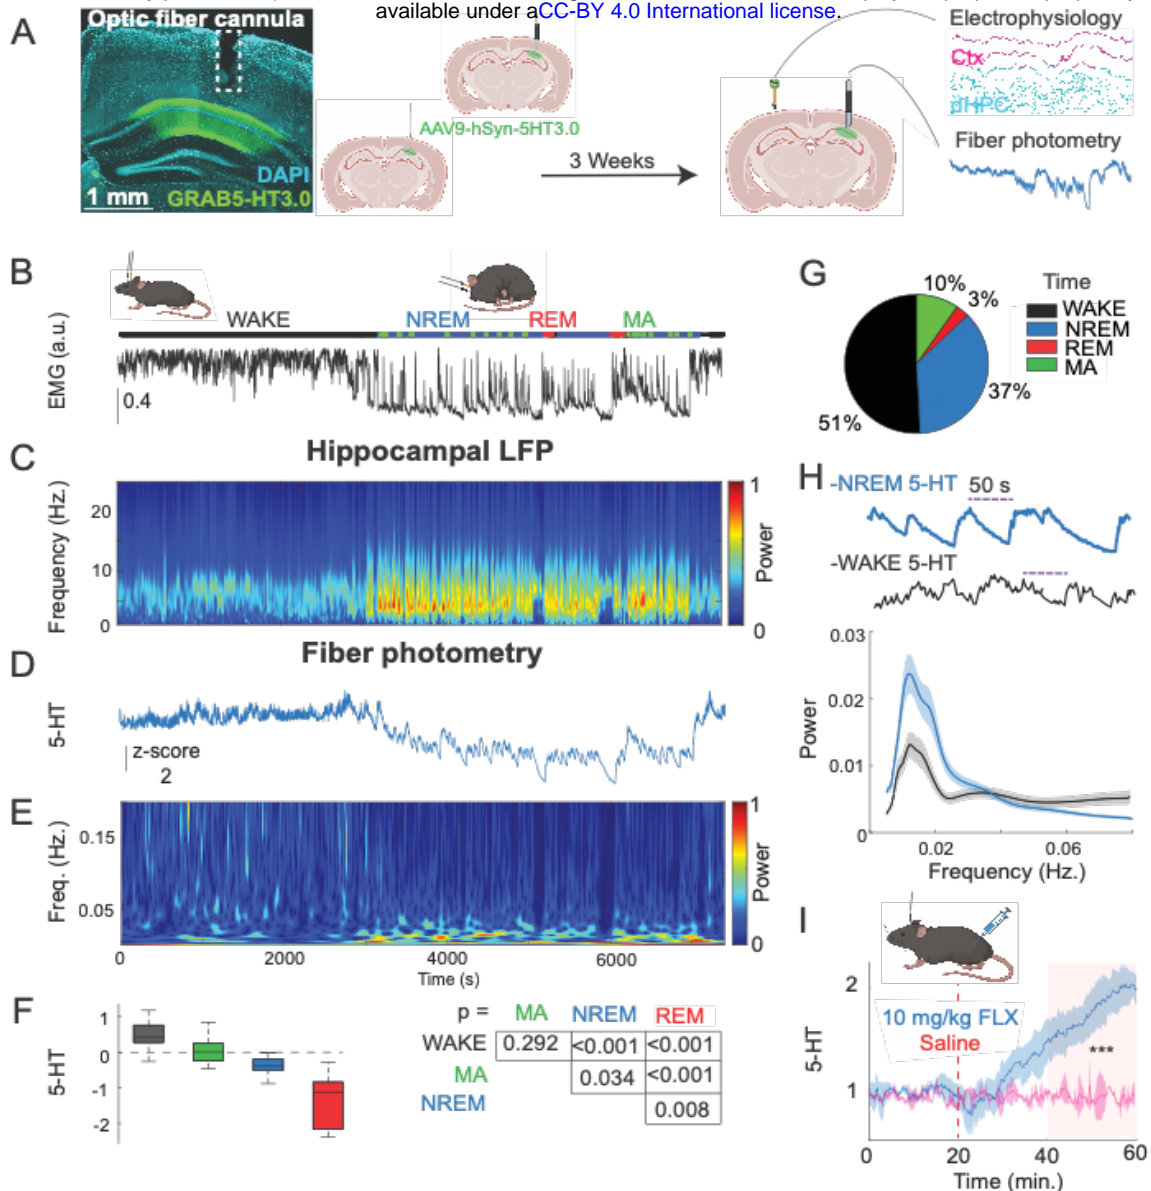 available under aCC-BY 4.0 International license.
A
Optic fiber cannula
DAPI
1 mm
GRAB5-HT3.0
AAV9-hSyn-5HT3.0
3 Weeks
Electrophysiology
Ctx
dHPC
Fiber photometry
B
WAKE
NREM
REM
MA
EMG (a.u.)
0.4
C
Hippocampal LFP
Frequency (Hz.)
20
10
0
1
Power
0
D
Fiber photometry
5-HT
z-score
2
E
Freq. (Hz.)
0.15
0.05
1
Power
0
0
2000
4000
6000
Time (s)
F
5-HT
1
0
-1
-2
p =
MA
NREM
REM
WAKE
0.292
<0.001
<0.001
MA
0.034
<0.001
NREM
0.008
G
10%
3%
37%
51%
Time
WAKE
NREM
REM
MA
H
-NREM 5-HT
50 s
-WAKE 5-HT
Power
0.03
0.02
0.01
0
0.02
0.06
Frequency (Hz.)
I
5-HT
2
1
10 mg/kg FLX
Saline
***
0
20
40
60
Time (min.)